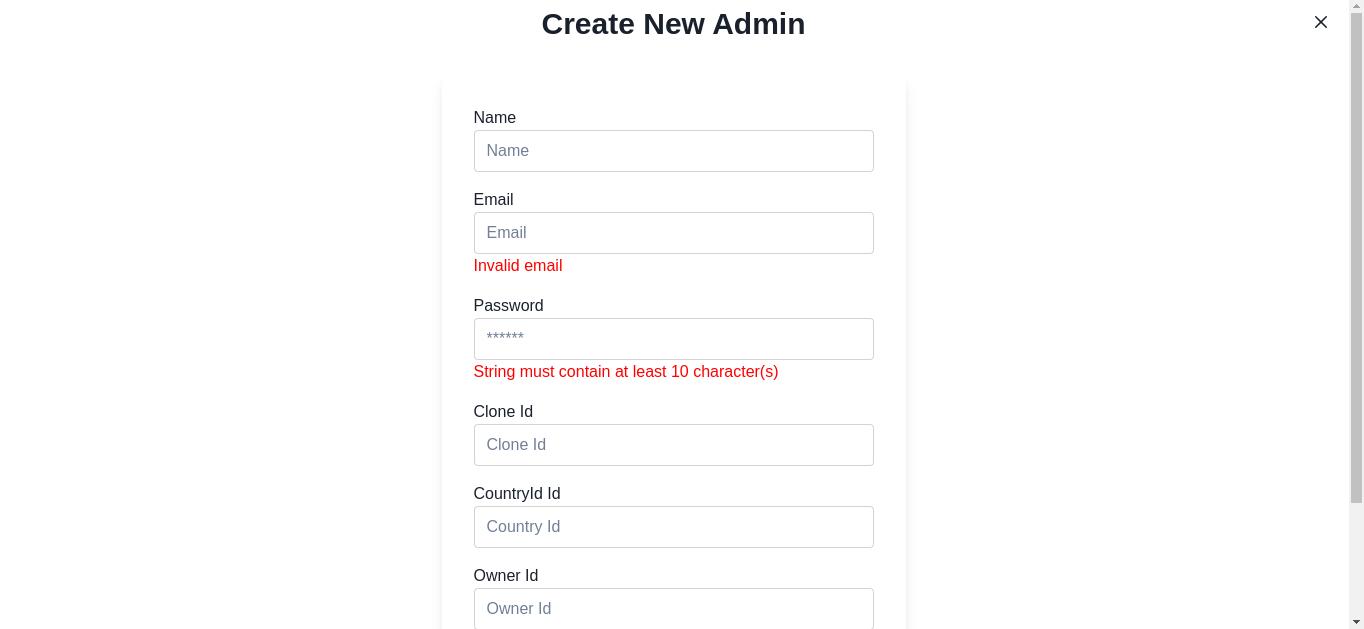 Create New Admin
Name
Name
Email
Email
Invalid email
Password
******
String must contain at least 10 character(s)
Clone Id
Clone Id
CountryId Id
Country Id
Owner Id
Owner Id